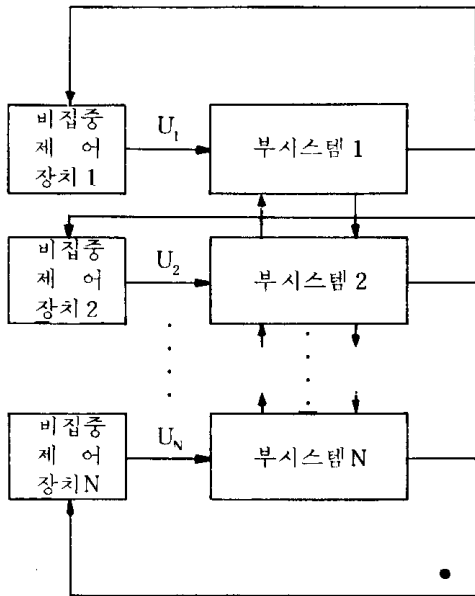 비집중
제 어
장치1
U₁
부시스템1
비집중
제 어
장치2
U₂
부시스템2
비집중
제 어
장치N
U_N
부시스템N